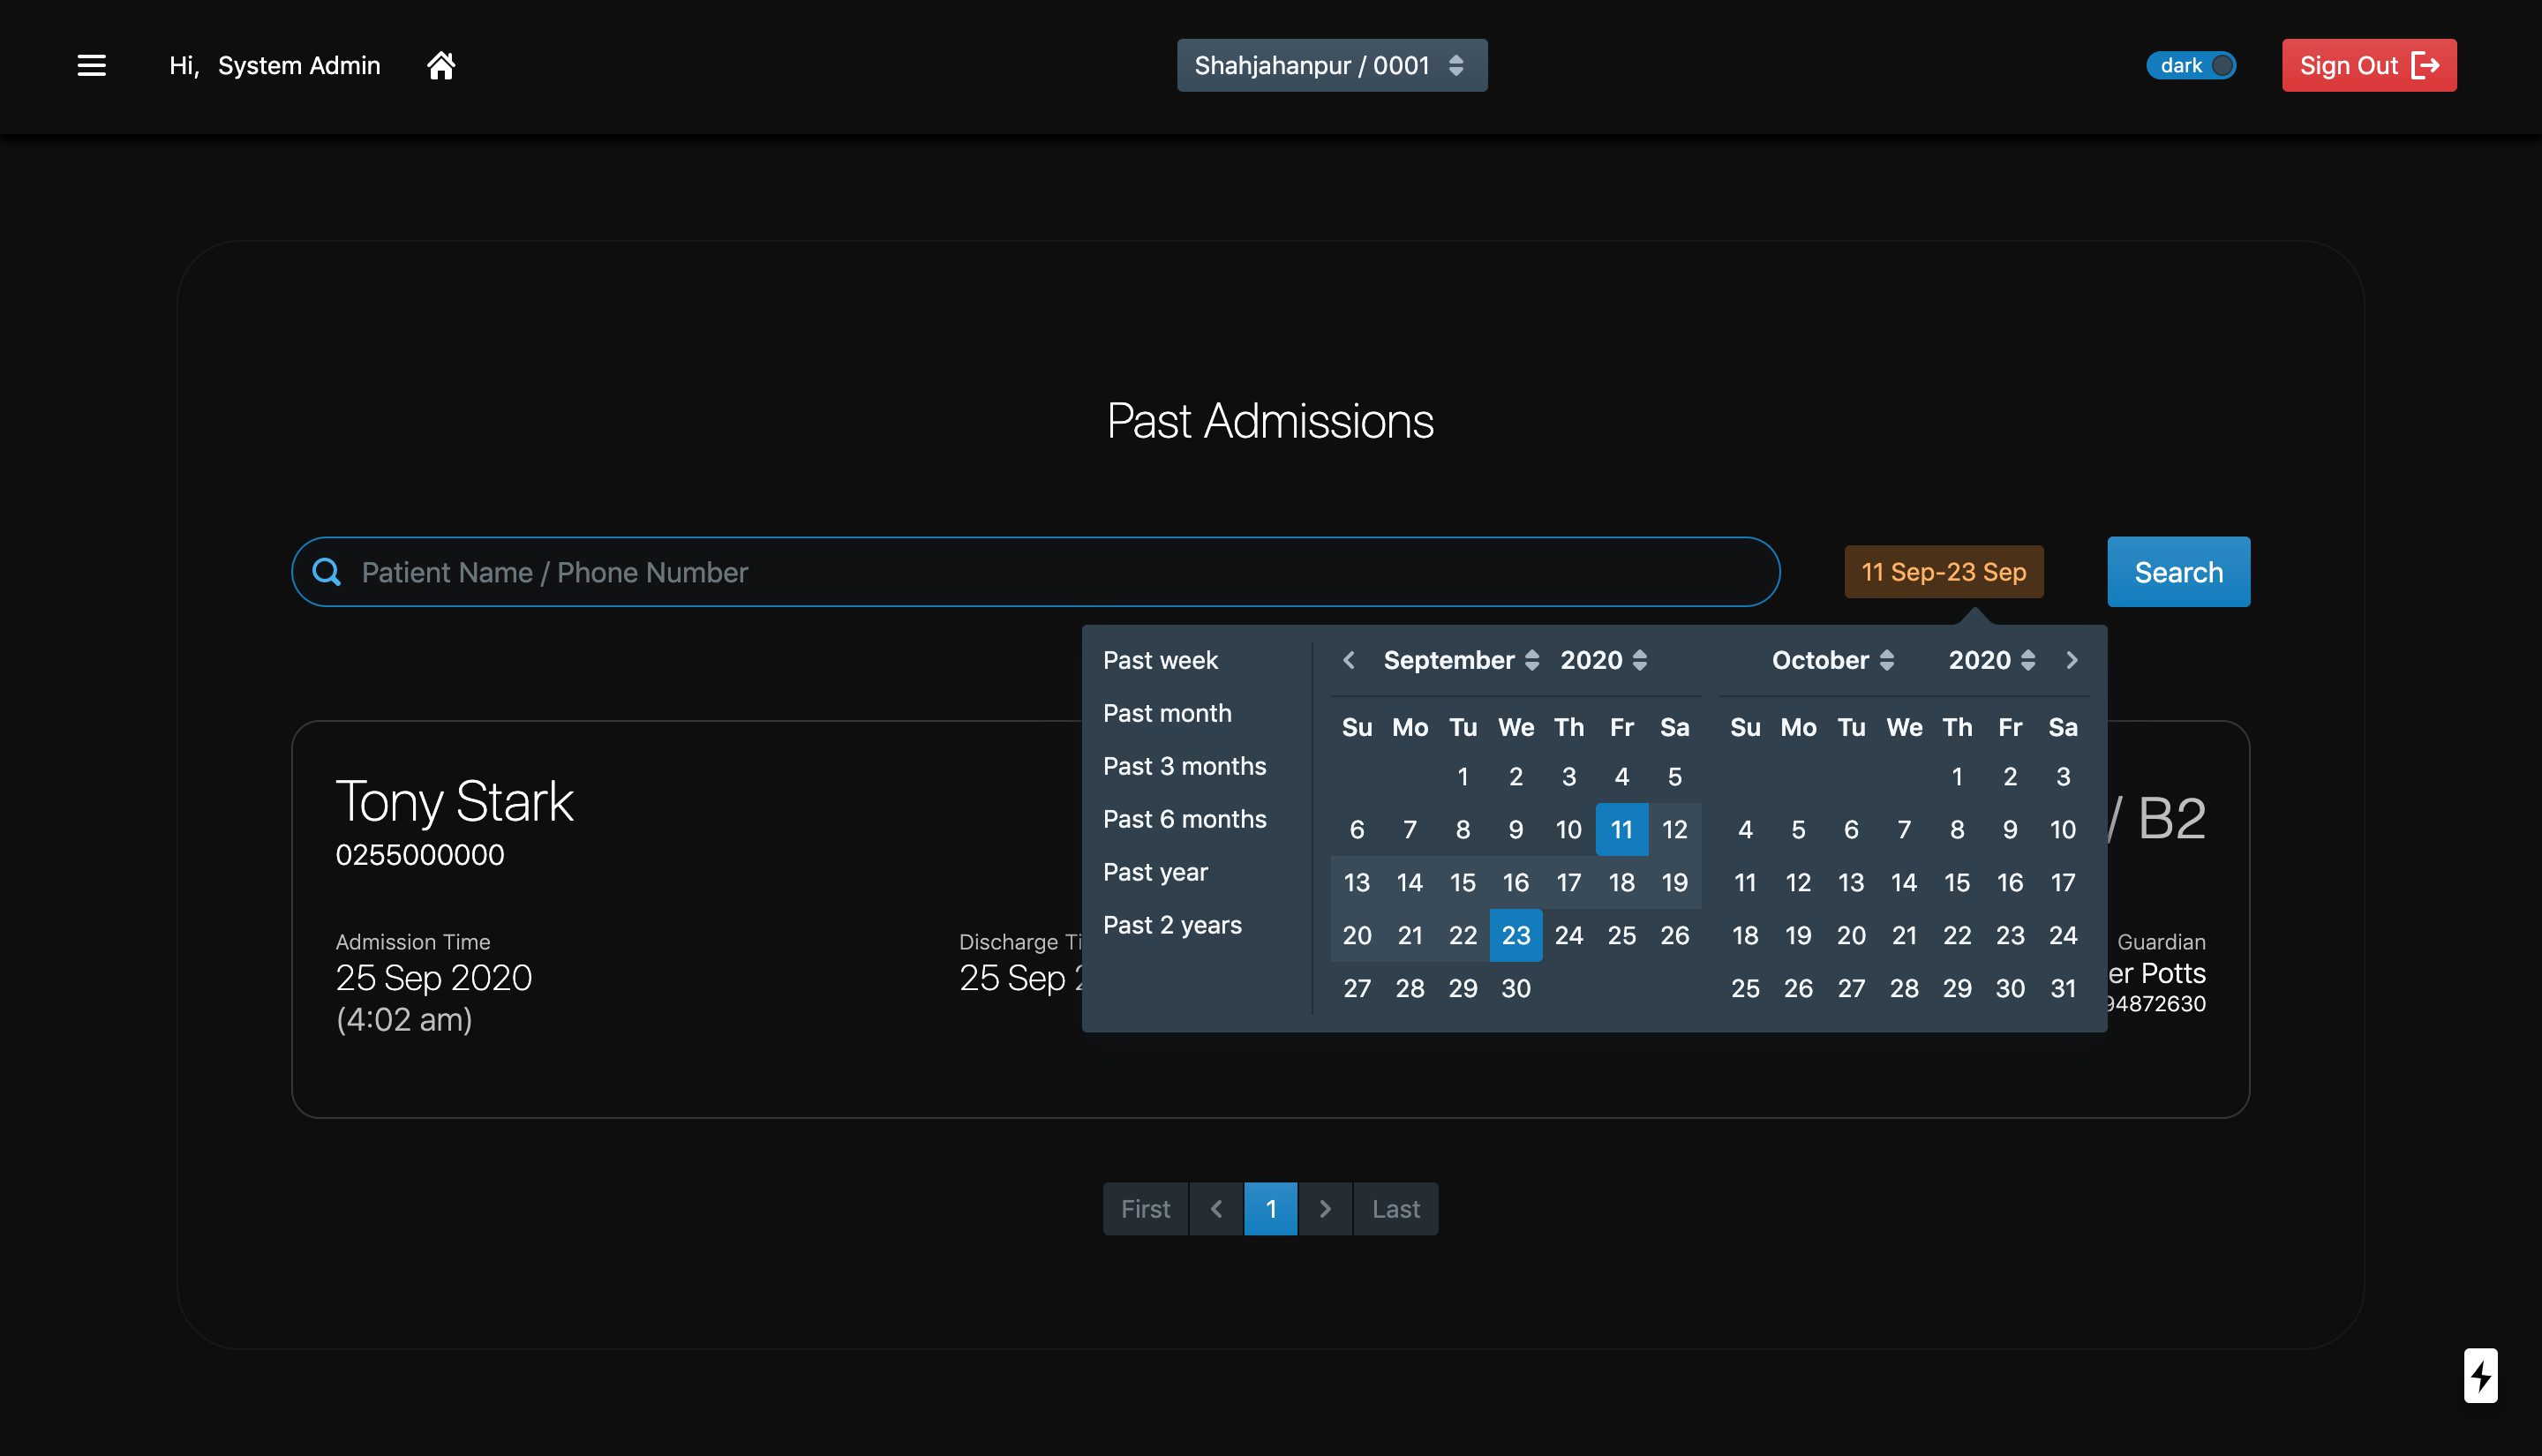 Hi, System Admin
Shahjahanpur / 0001
dark
Sign Out
Past Admissions
Patient Name / Phone Number
11 Sep-23 Sep
Search
Past week
Past month
Past 3 months
Past 6 months
Past year
Past 2 years
September 2020
Su Mo Tu We Th Fr Sa
1 2 3 4 5
6 7 8 9 10 11 12
13 14 15 16 17 18 19
20 21 22 23 24 25 26
27 28 29 30
October 2020
Su Mo Tu We Th Fr Sa
1 2 3
4 5 6 7 8 9 10
11 12 13 14 15 16 17
18 19 20 21 22 23 24
25 26 27 28 29 30 31
Tony Stark
0255000000
/ B2
Admission Time
25 Sep 2020
(4:02 am)
Discharge
25 Sep
Guardian
Potts
94872630
First 1 Last